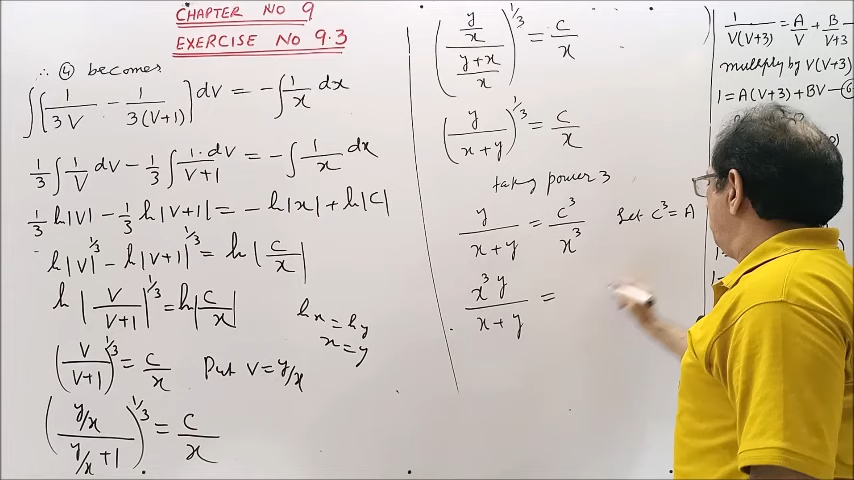 CHAPTER NO 9
EXERCISE NO 9.3
∴ ④ becomes
∫[1/3V − 1/3(V+1)] dV = −∫ 1/x dx
1/3 ∫ 1/V dV − 1/3 ∫ 1·dV/V+1 = −∫ 1/x dx
1/3 ln|V| − 1/3 ln|V+1| = −ln|x| + ln|C|
ln|V|^1/3 − ln|V+1|^1/3 = ln|C/x|
ln|V/V+1|^1/3 = ln|C/x|
ln x = ln y
x = y
(V/V+1)^1/3 = C/x Put V = y/x
(y/x / y/x + 1)^1/3 = C/x
(y/x / y+x/x)^1/3 = C/x
(y/x+y)^1/3 = C/x
taking power 3
y/x+y = C³/x³ Let C³ = A
x³y/x+y =
1/V(V+3) = A/V + B/V+3
multiply by V(V+3)
1 = A(V+3) + BV − ⑥